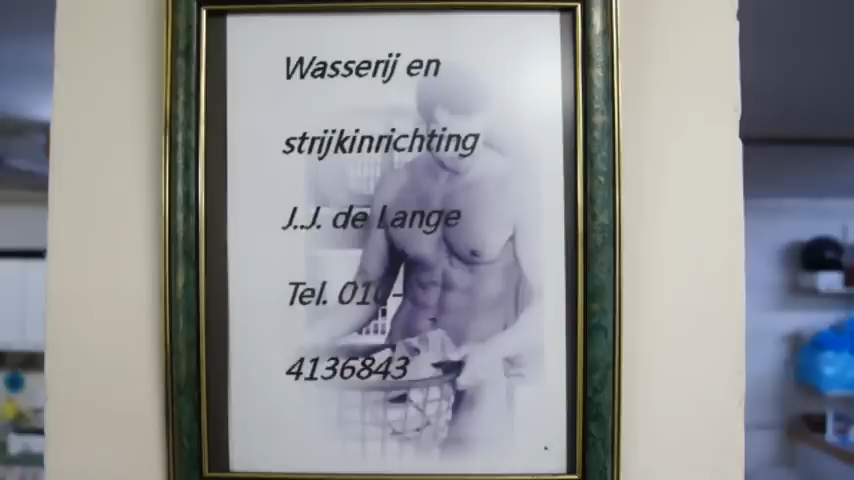 Wasserij en
strijkinrichting
J.J. de Lange
Tel. 010-
4136843